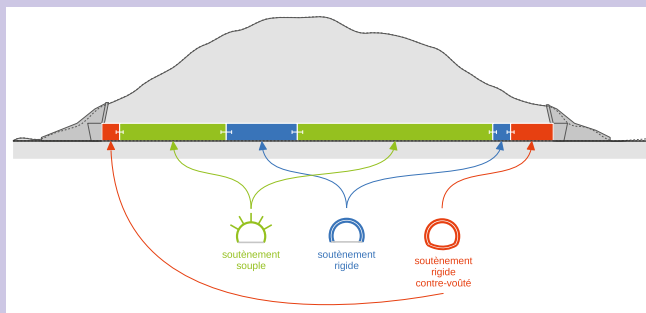 soutènement
souple
soutènement
rigide
soutènement
rigide
contre-voûté